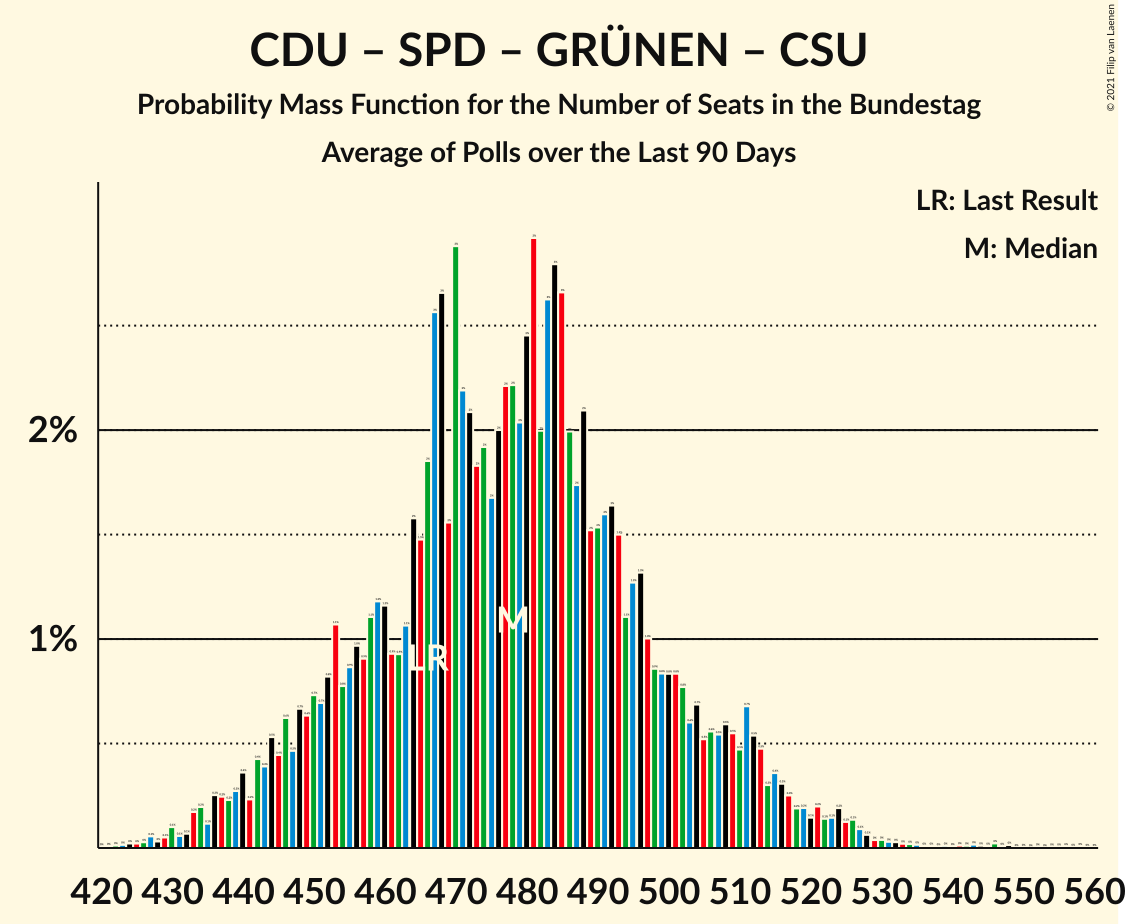 CDU – SPD – GRÜNEN – CSU
Probability Mass Function for the Number of Seats in the Bundestag
Average of Polls over the Last 90 Days
© 2021 Filip van Laenen
LR: Last Result
M: Median
2%
1%
LR
M
420 430 440 450 460 470 480 490 500 510 520 530 540 550 560